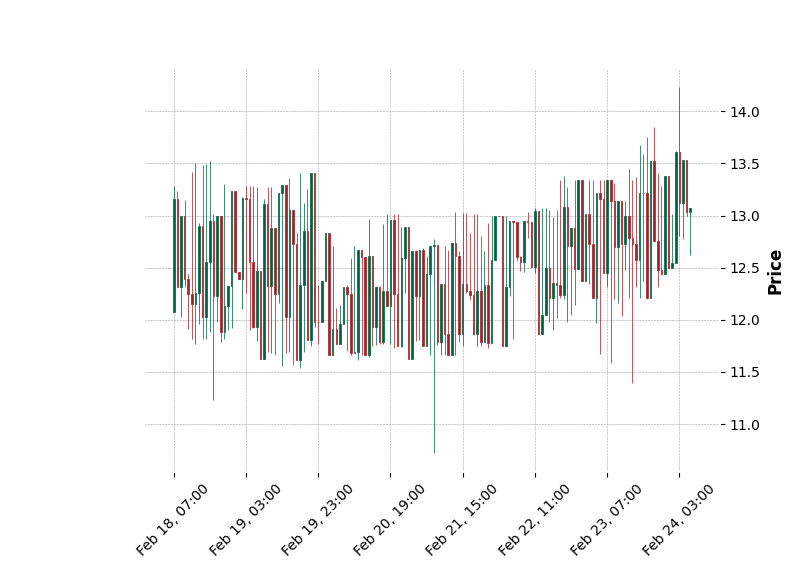 14.0
13.5
13.0
12.5
12.0
11.5
11.0
Price
Feb 18, 07:00
Feb 19, 03:00
Feb 19, 23:00
Feb 20, 19:00
Feb 21, 15:00
Feb 22, 11:00
Feb 23, 07:00
Feb 24, 03:00